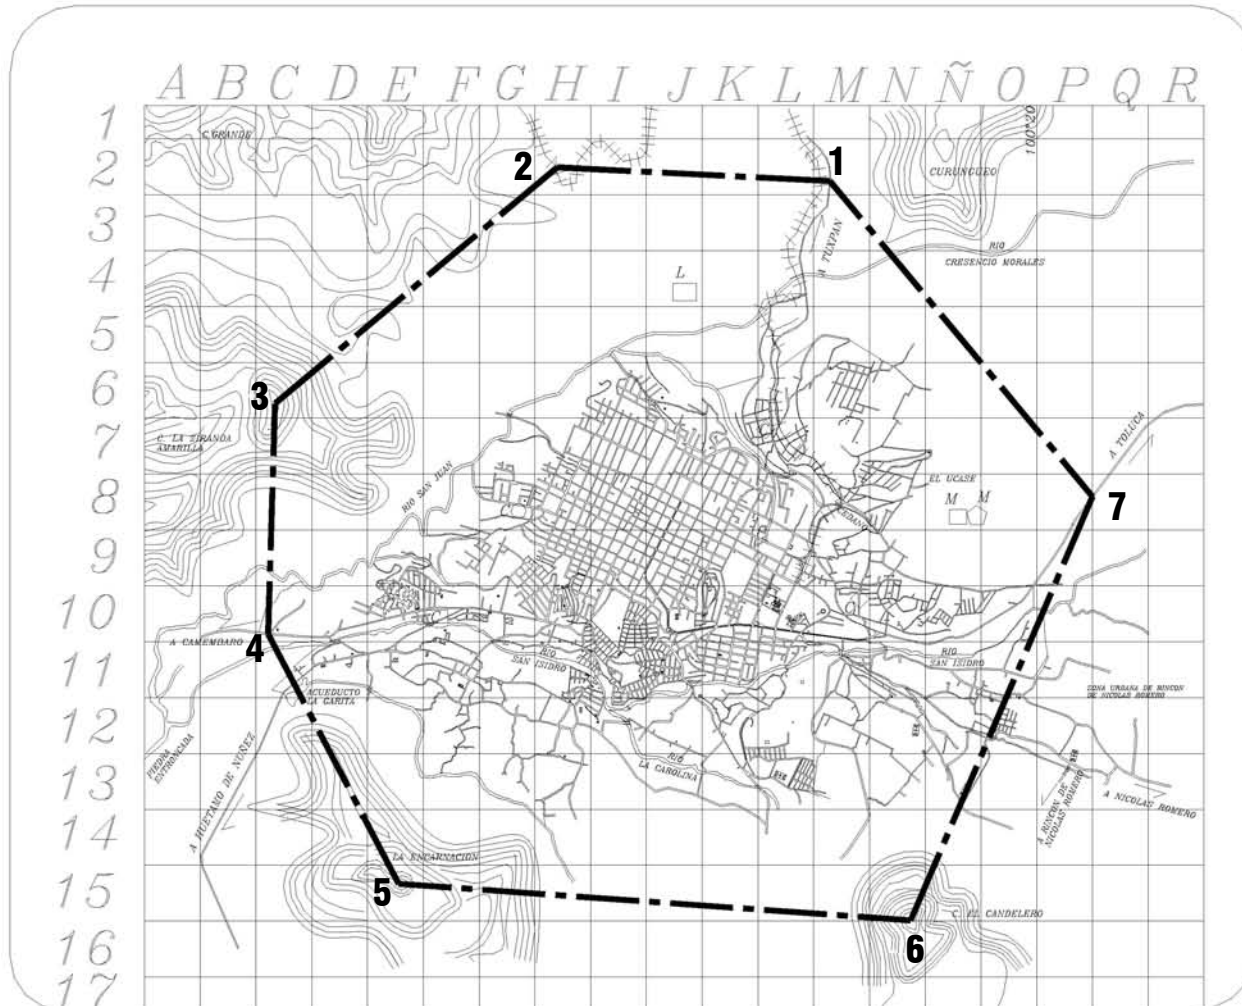 A B C D E F G H I J K L M N Ñ O P Q R
1
C. GRANDE
100°20
2
2
1
CURUNGUEO
3
A TUXPAN
RIO
CRESENCIO MORALES
4
L
5
6
3
7
C. LA ZIRANDA
AMARILLA
A TOLUCA
RIO SAN JUAN
8
EL UCASE
M M
7
9
10
A CAMEMBARO
4
11
RIO
SAN ISIDRO
RIO
SAN ISIDRO
ACUEDUCTO
LA GARITA
ZONA URBANA DE RINCON
DE NICOLAS ROMERO
12
PIEDRA
ENTRONCADA
A HUETAMO DE NUÑEZ
RIO
LA CAROLINA
13
A NICOLAS ROMERO
A RINCON DE
NICOLAS ROMERO
14
LA ENCARNACION
15
5
C. EL CANDELERO
6
16
17